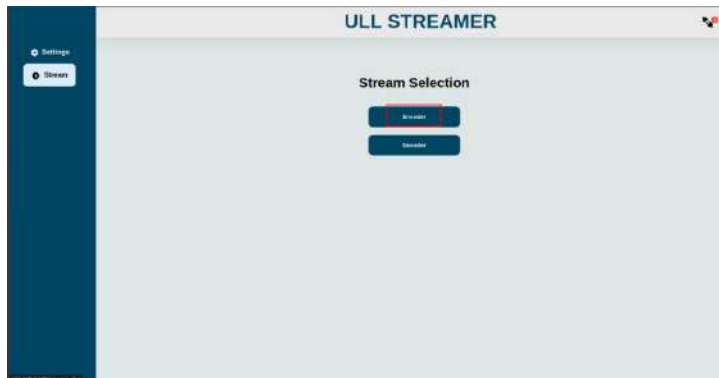 ULL STREAMER
Settings
Stream
Stream Selection
Encoder
Decoder